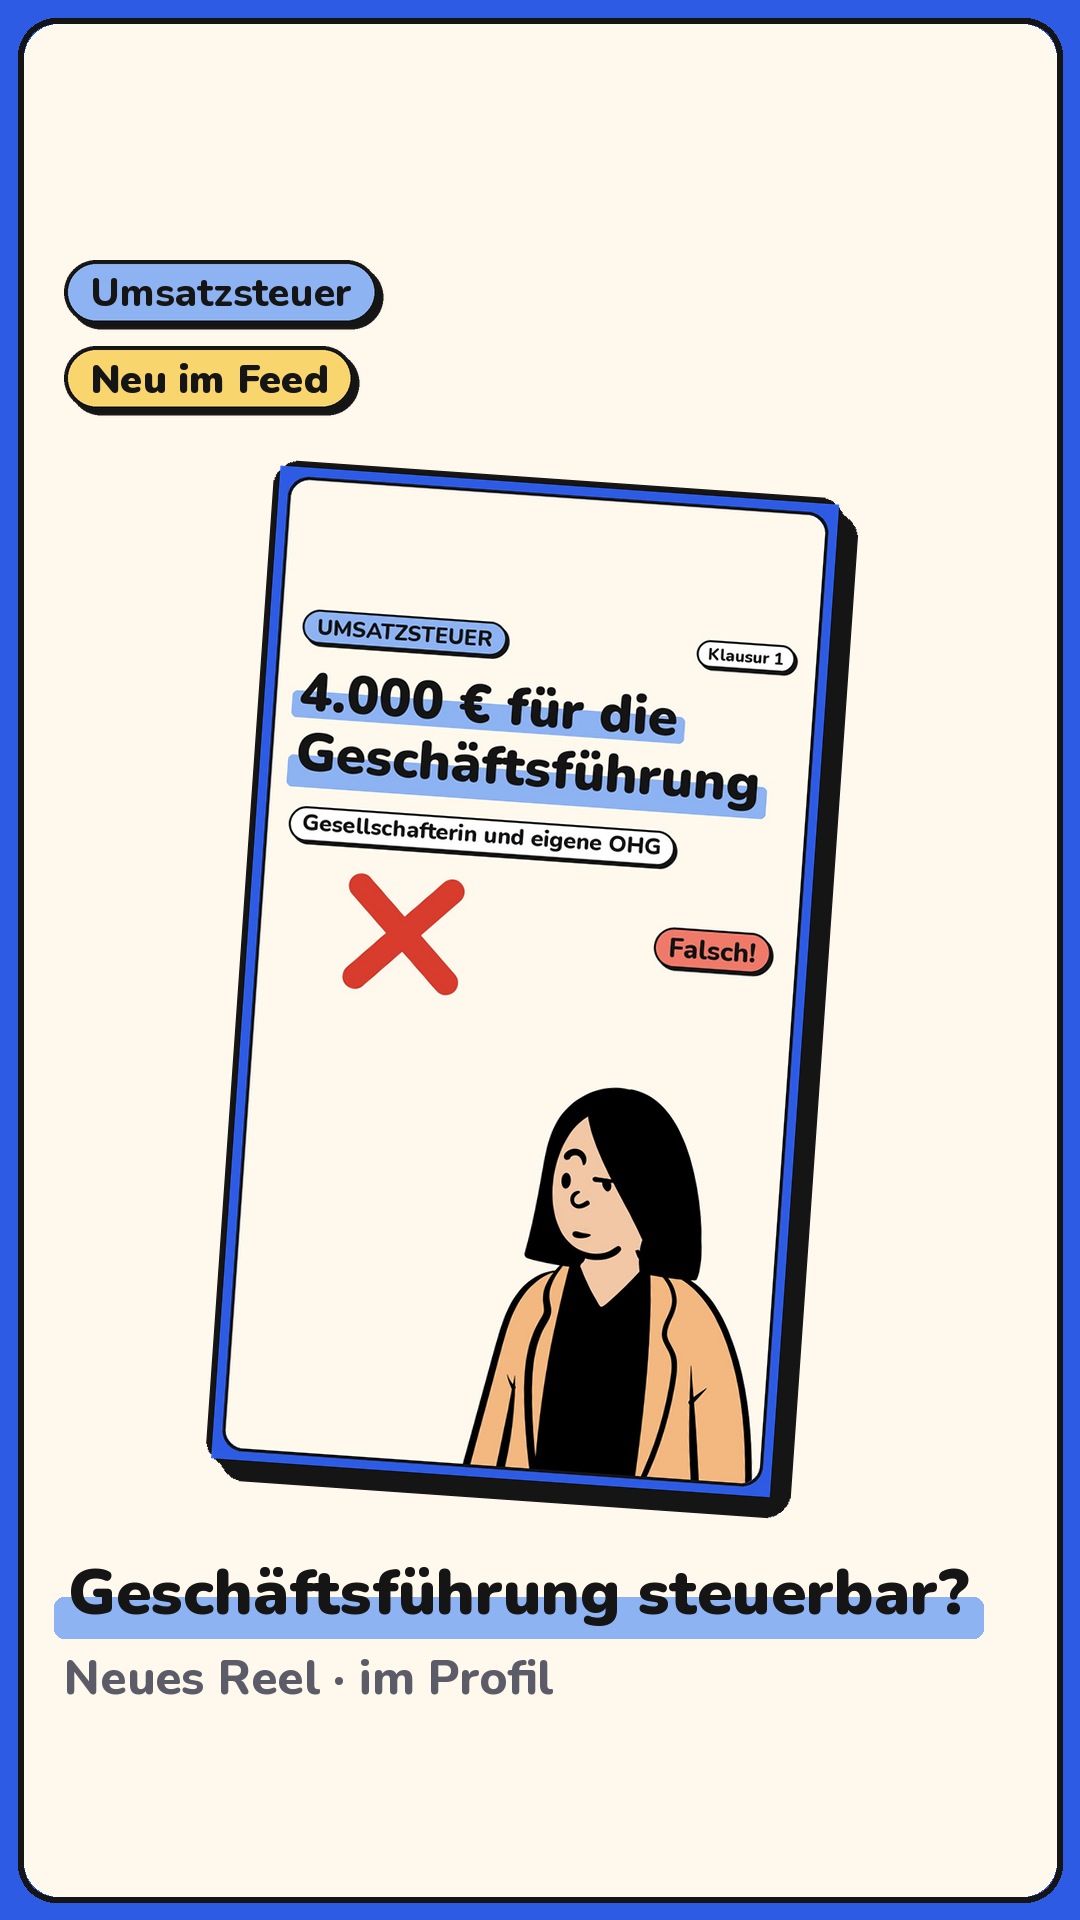 Umsatzsteuer
Neu im Feed
UMSATZSTEUER
Klausur 1
4.000 € für die
Geschäftsführung
Gesellschafterin und eigene OHG
Falsch!
Geschäftsführung steuerbar?
Neues Reel · im Profil